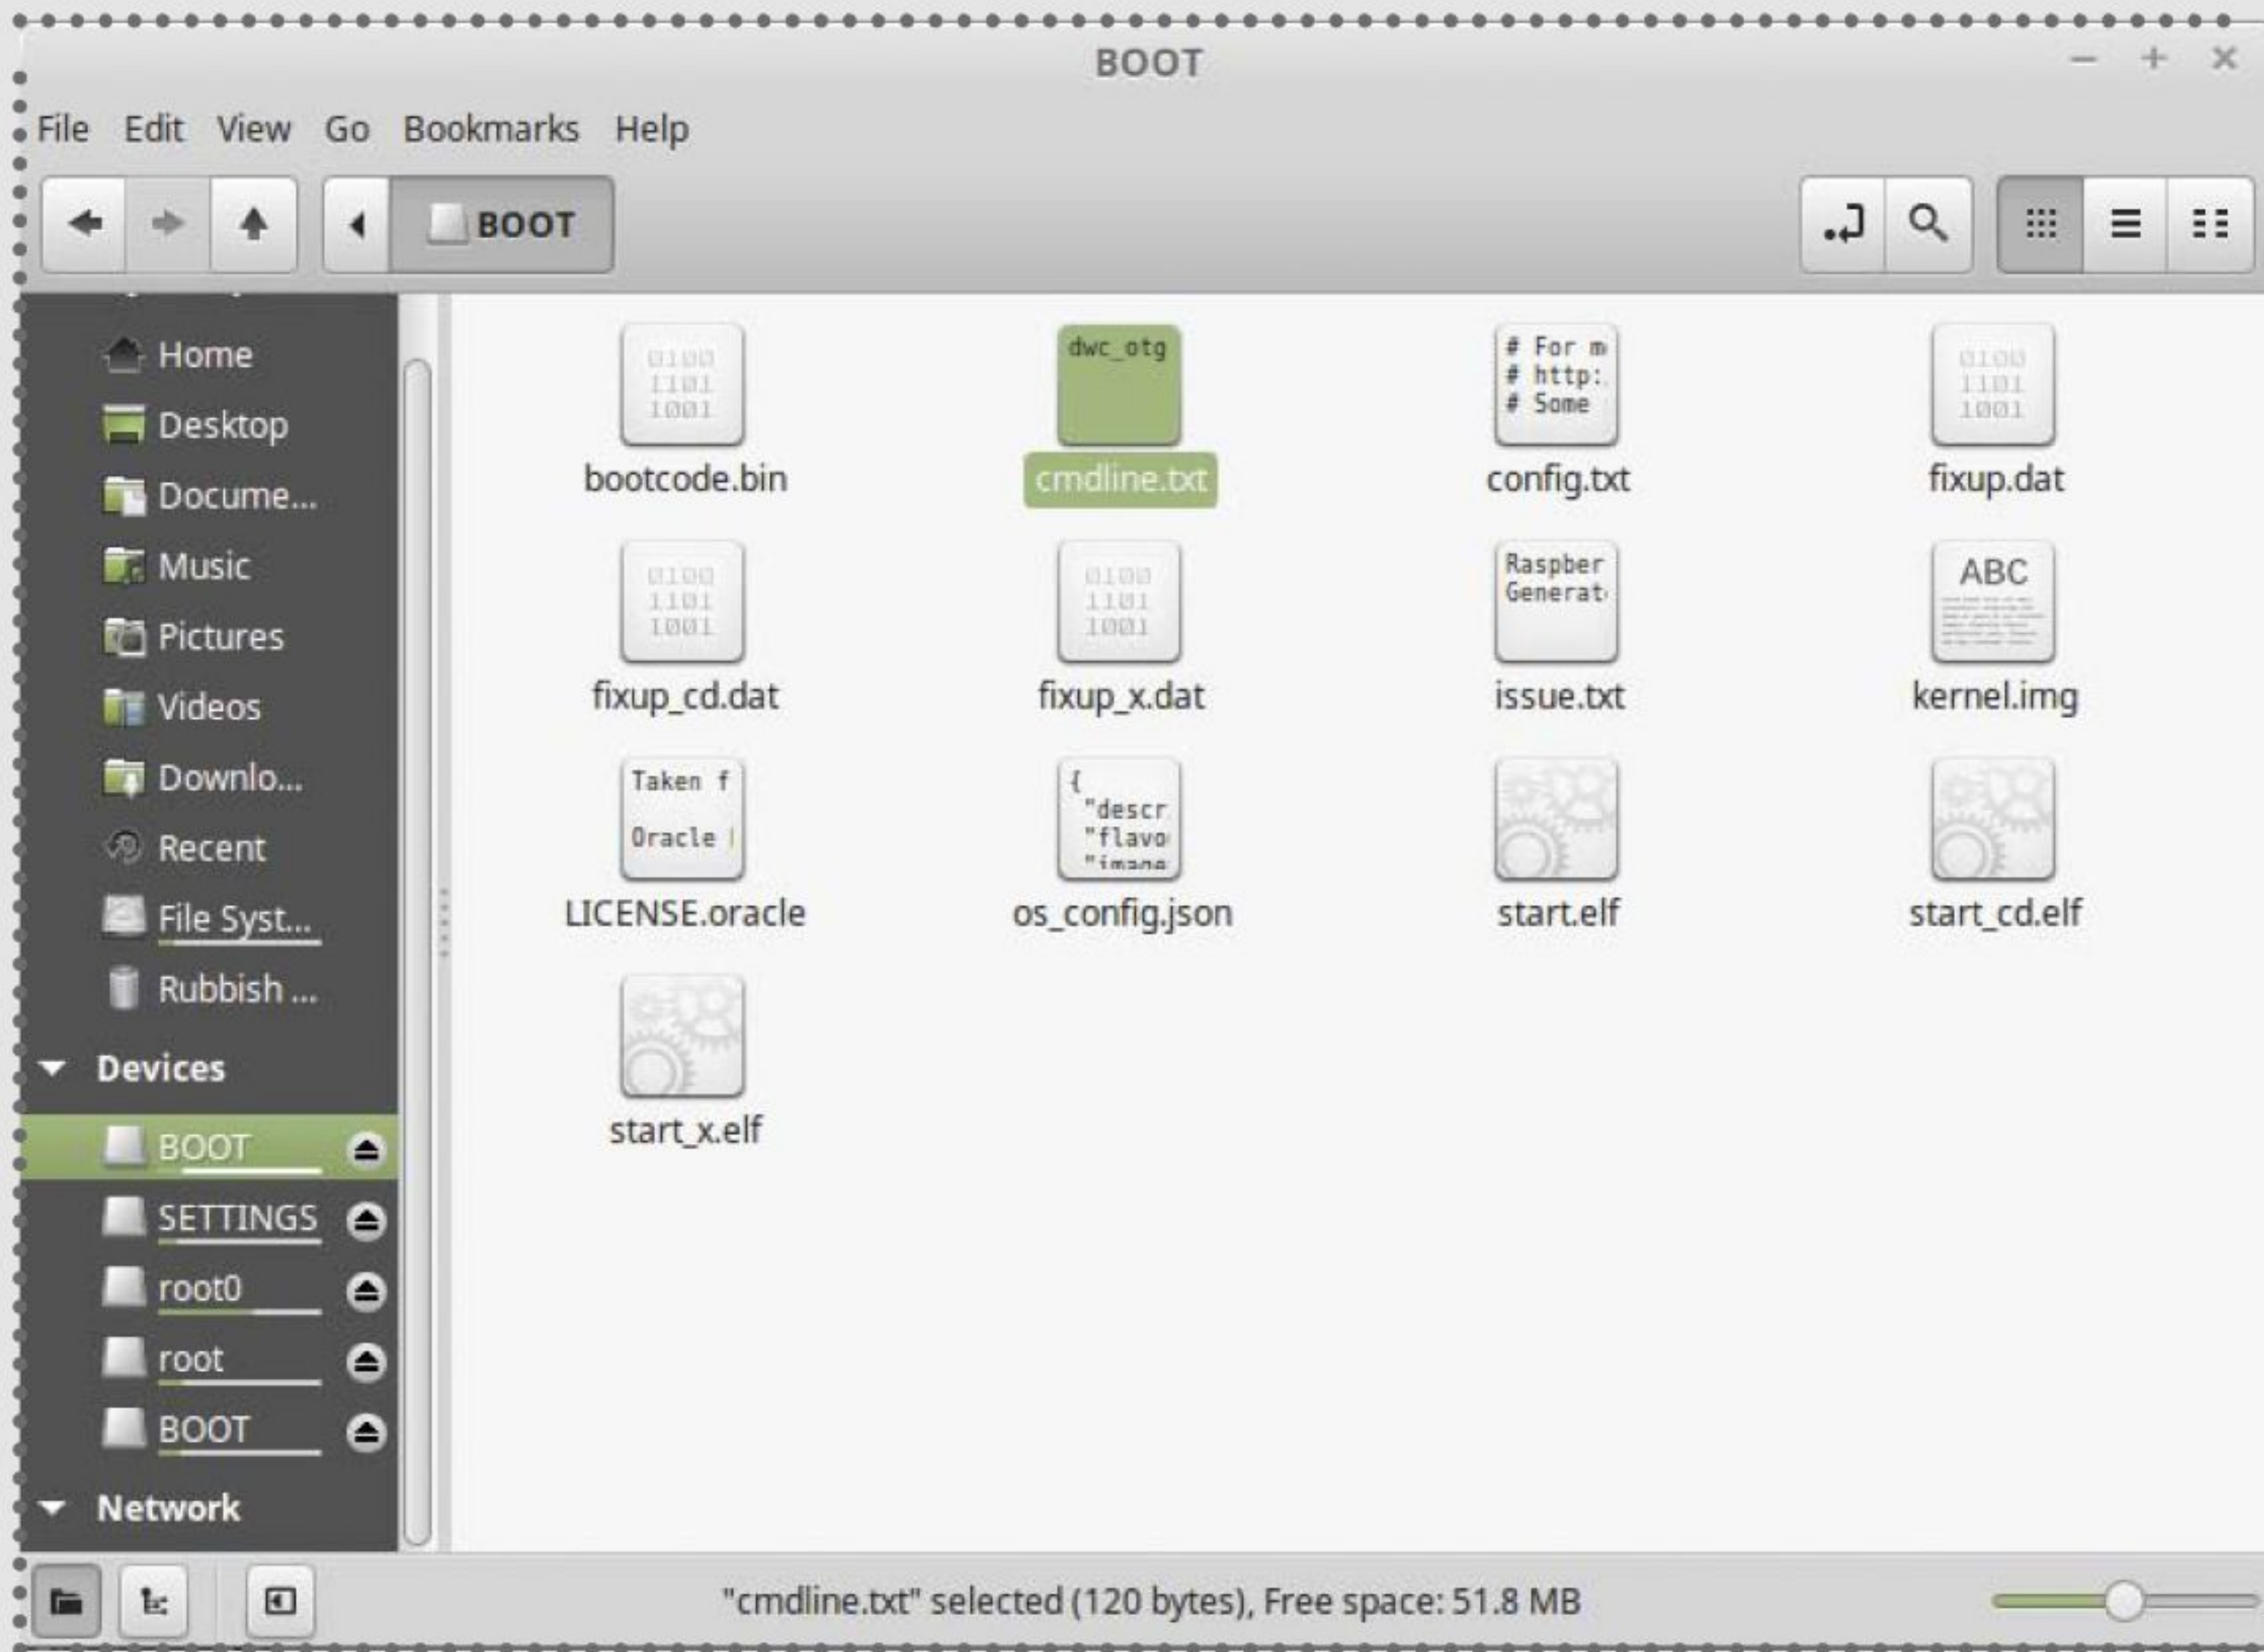 BOOT
File Edit View Go Bookmarks Help
BOOT
Home
Desktop
Docume...
Music
Pictures
Videos
Downlo...
Recent
File Syst...
Rubbish ...
Devices
BOOT
SETTINGS
root0
root
BOOT
Network
0100
1101
1001
bootcode.bin
dwc_otg
cmdline.txt
# For m
# http:
# Some
config.txt
0100
1101
1001
fixup.dat
0100
1101
1001
fixup_cd.dat
0100
1101
1001
fixup_x.dat
Raspber
Generat
issue.txt
ABC
kernel.img
Taken f
Oracle
LICENSE.oracle
{
"descr
"flavo
"image
os_config.json
start.elf
start_cd.elf
start_x.elf
"cmdline.txt" selected (120 bytes), Free space: 51.8 MB